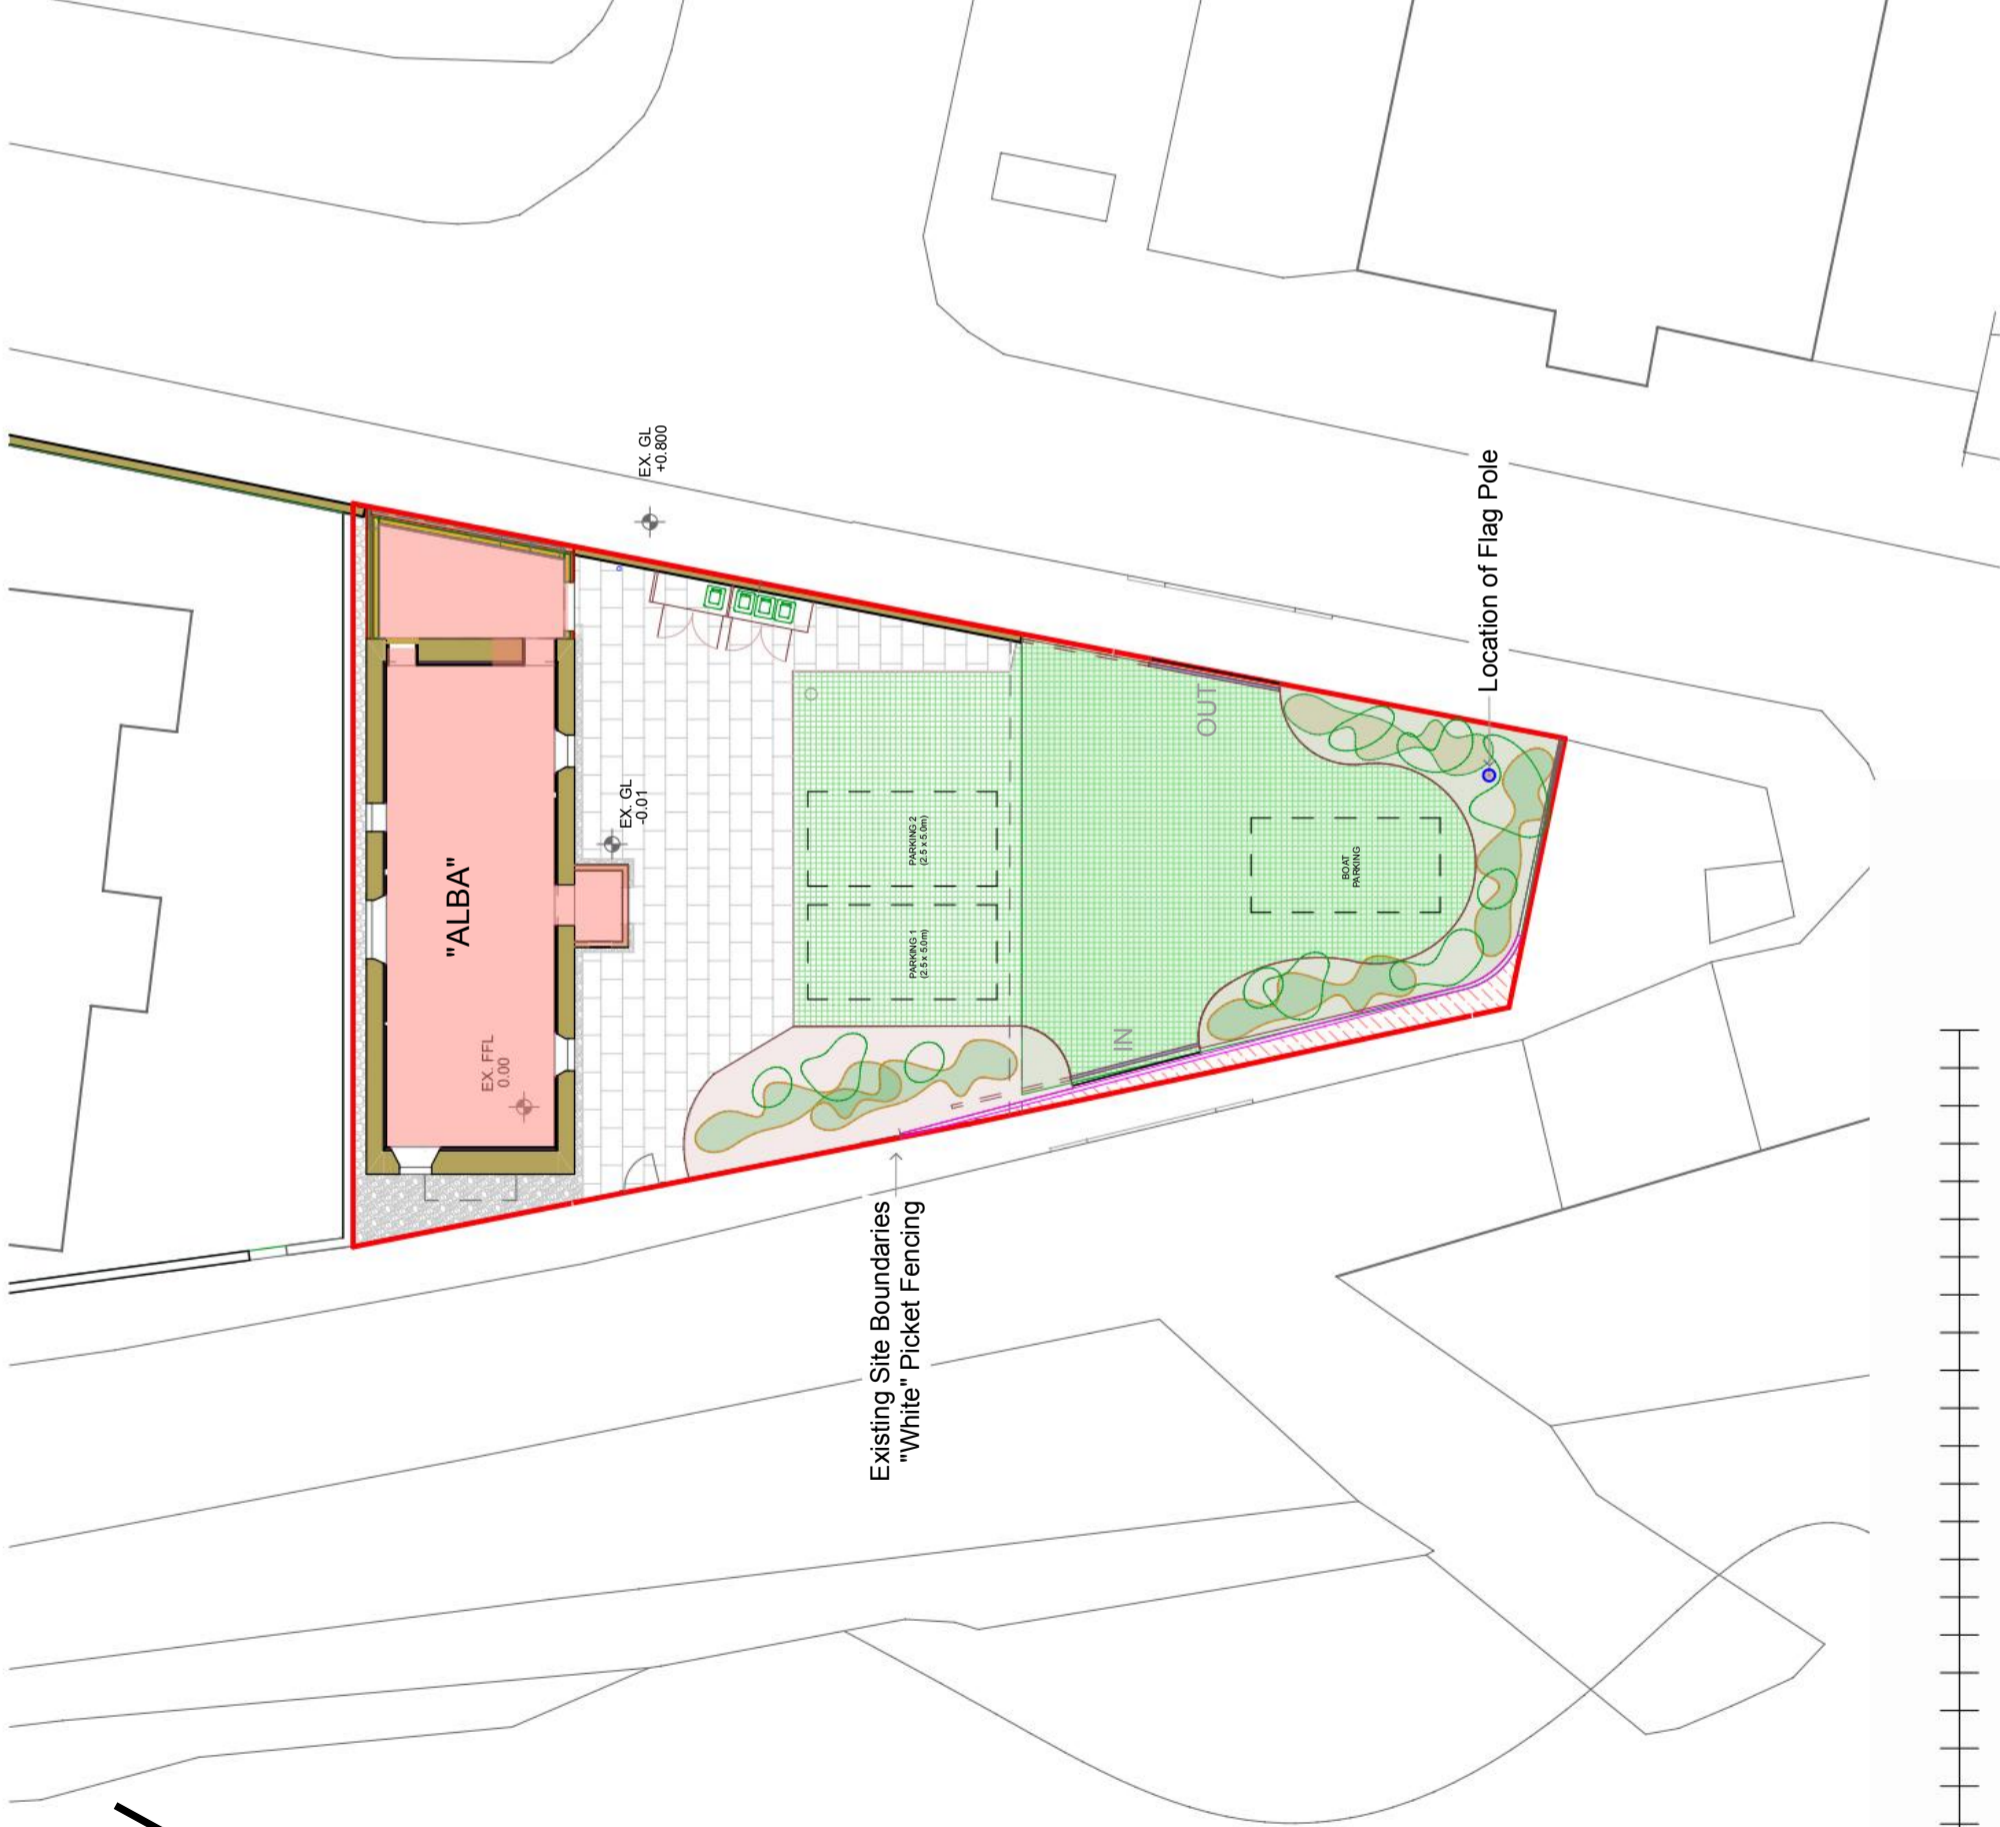 EX. GL
+0.800
Location of Flag Pole
OUT
"ALBA"
EX. GL
-0.01
PARKING 2
(2.5 x 5.0m)
BOAT
PARKING
PARKING 1
(2.5 x 5.0m)
EX. FFL
0.00
IN
Existing Site Boundaries
"White" Picket Fencing